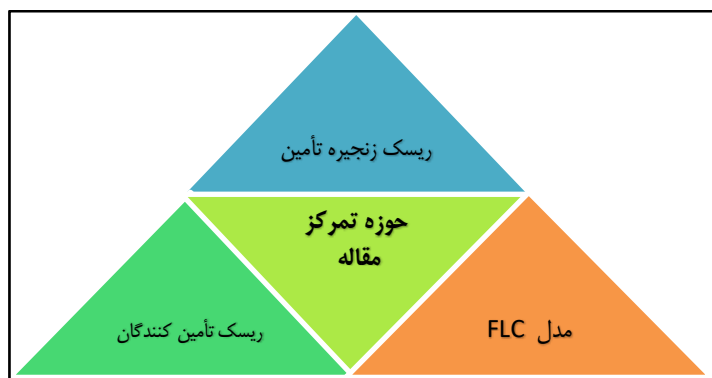 ریسک زنجیره تأمین
حوزه تمرکز
مقاله
مدل FLC
ریسک تأمین کنندگان